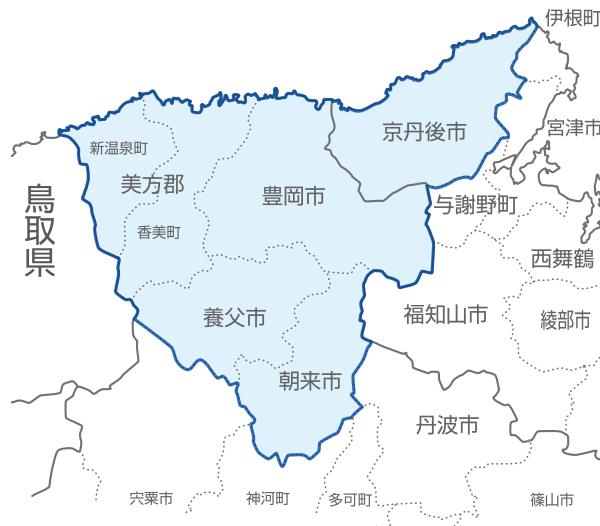 伊根町
京丹後市
宮津市
新温泉町
美方郡
豊岡市
鳥取県
与謝野町
香美町
西舞鶴
養父市
福知山市
綾部市
朝来市
丹波市
宍粟市
神河町
多可町
篠山市